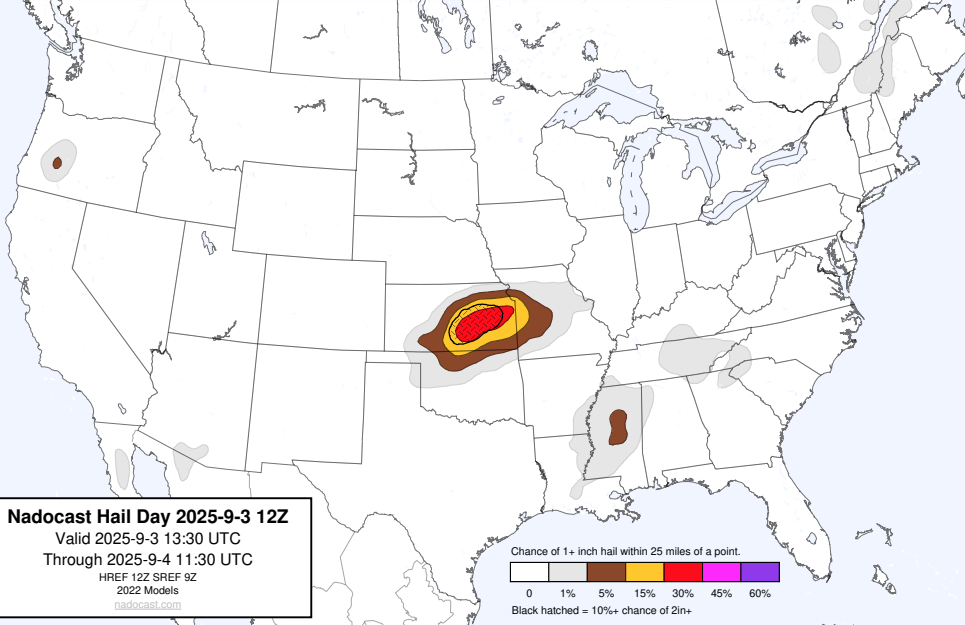 Nadocast Hail Day 2025-9-3 12Z
Valid 2025-9-3 13:30 UTC
Through 2025-9-4 11:30 UTC
HREF 12Z SREF 9Z
2022 Models
nadocast.com
Chance of 1+ inch hail within 25 miles of a point.
0 1% 5% 15% 30% 45% 60%
Black hatched = 10%+ chance of 2in+